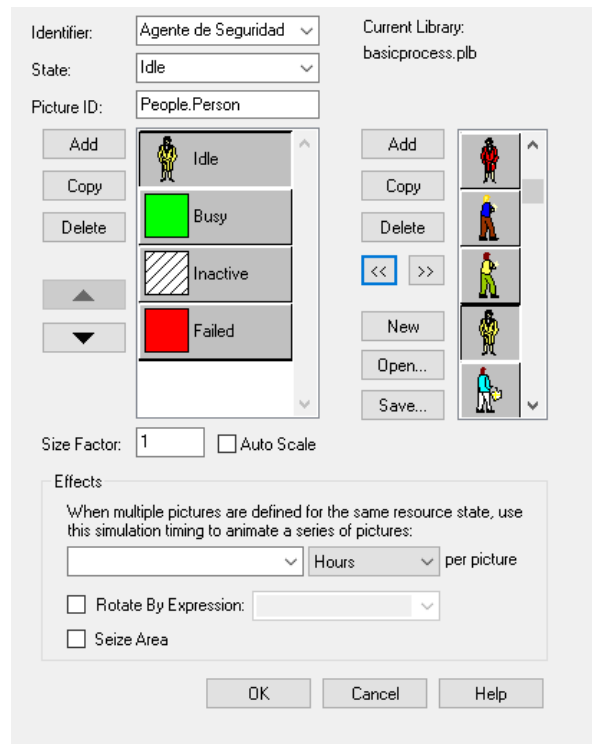 Identifier: Agente de Seguridad Current Library:
basicprocess.plb
State: Idle
Picture ID: People.Person
Add Idle Add
Copy Copy
Delete Busy Delete
Inactive << >>
Failed New
Open...
Save...
Size Factor: 1 Auto Scale
Effects
When multiple pictures are defined for the same resource state, use
this simulation timing to animate a series of pictures:
Hours per picture
Rotate By Expression:
Seize Area
OK Cancel Help